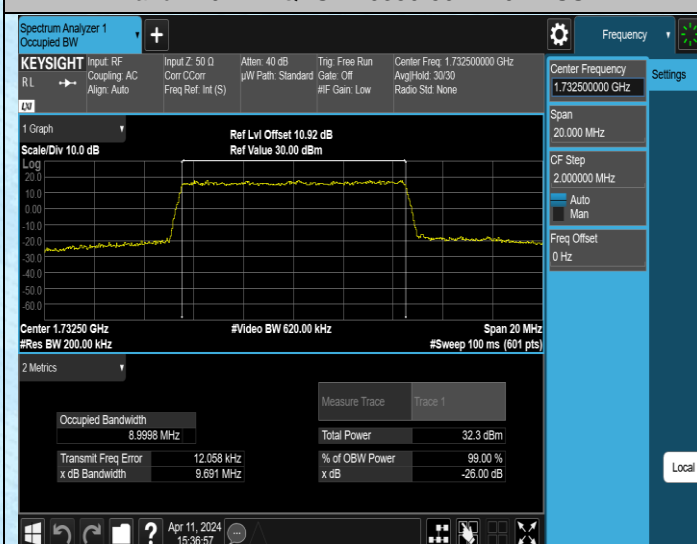 Spectrum Analyzer 1
Occupied BW
Frequency
KEYSIGHT
RL
LXI
Input: RF
Coupling: AC
Align: Auto
Input Z: 50 Ω
Corr CCorr
Freq Ref: Int (S)
Atten: 40 dB
µW Path: Standard
Trig: Free Run
Gate: Off
#IF Gain: Low
Center Freq: 1.732500000 GHz
Avg|Hold: 30/30
Radio Std: None
Center Frequency
1.732500000 GHz
Settings
Span
20.000 MHz
CF Step
2.000000 MHz
Auto
Man
Freq Offset
0 Hz
1 Graph
Scale/Div 10.0 dB
Ref Lvl Offset 10.92 dB
Ref Value 30.00 dBm
Log
20.0
10.0
0.00
-10.0
-20.0
-30.0
-40.0
-50.0
-60.0
Center 1.73250 GHz
#Video BW 620.00 kHz
Span 20 MHz
#Res BW 200.00 kHz
#Sweep 100 ms (601 pts)
2 Metrics
Measure Trace
Trace 1
Occupied Bandwidth
8.9998 MHz
Total Power
32.3 dBm
Transmit Freq Error
12.058 kHz
% of OBW Power
99.00 %
x dB Bandwidth
9.691 MHz
x dB
-26.00 dB
Local
?
Apr 11, 2024
15:36:57